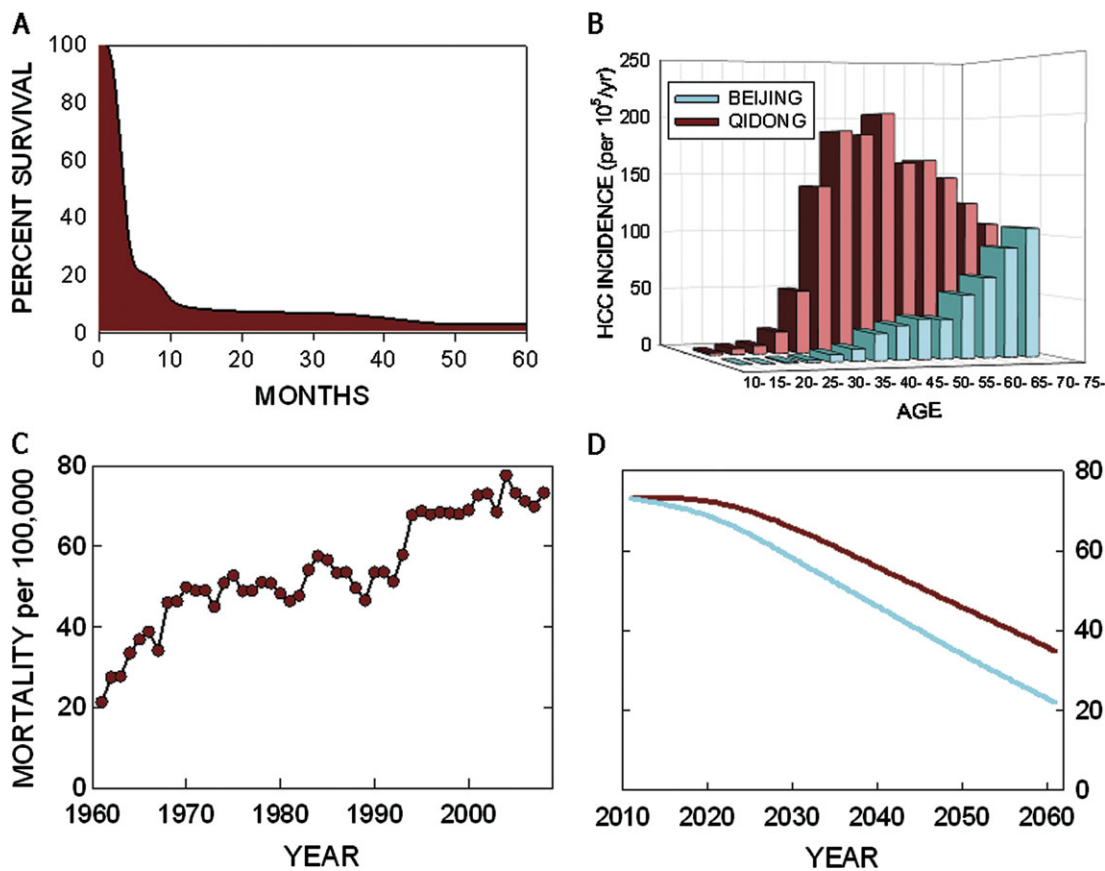 A
PERCENT SURVIVAL
100
80
60
40
20
0
0 10 20 30 40 50 60
MONTHS
B
HCC INCIDENCE (per 10⁵/yr)
250
200
150
100
50
0
BEIJING
QIDONG
10- 15- 20- 25- 30- 35- 40- 45- 50- 55- 60- 65- 70- 75-
AGE
C
MORTALITY per 100,000
80
60
40
20
0
1960 1970 1980 1990 2000
YEAR
D
80
60
40
20
0
2010 2020 2030 2040 2050 2060
YEAR